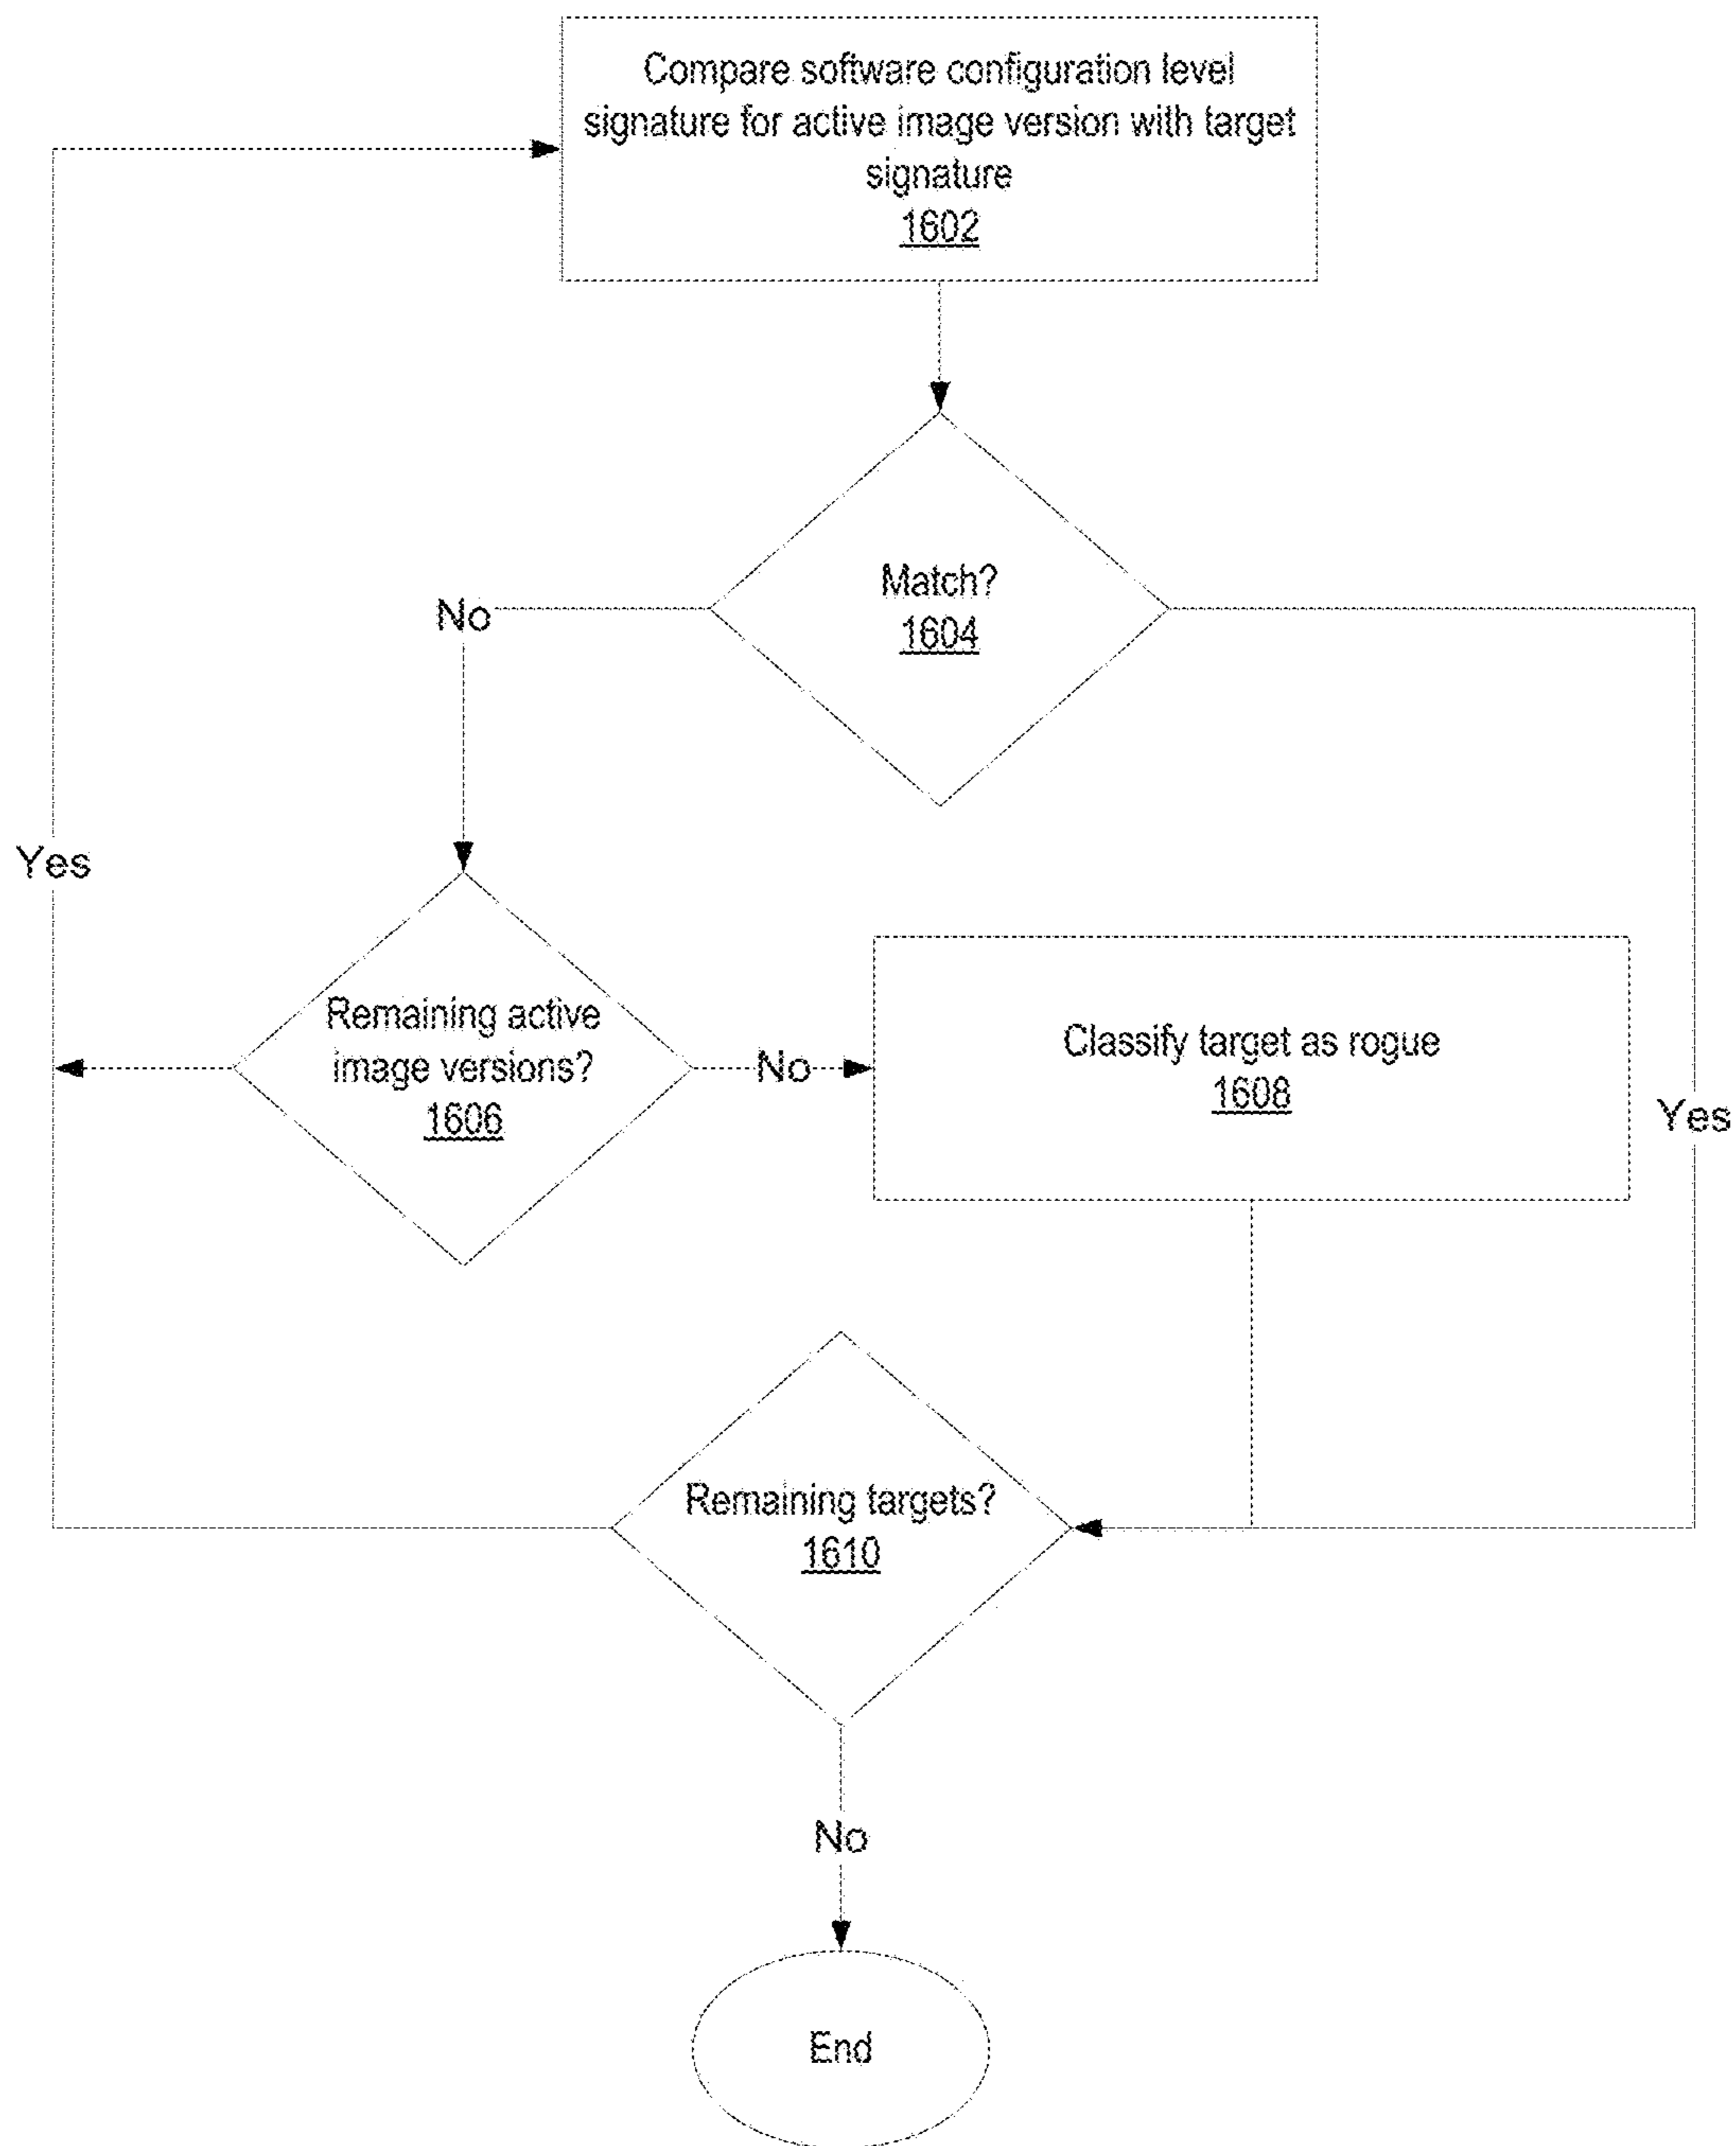 Compare software configuration level
signature for active image version with target
signature
1602
Match?
1604
No
Yes
Remaining active
image versions?
1606
No
Classify target as rogue
1608
Yes
Remaining targets?
1610
No
End